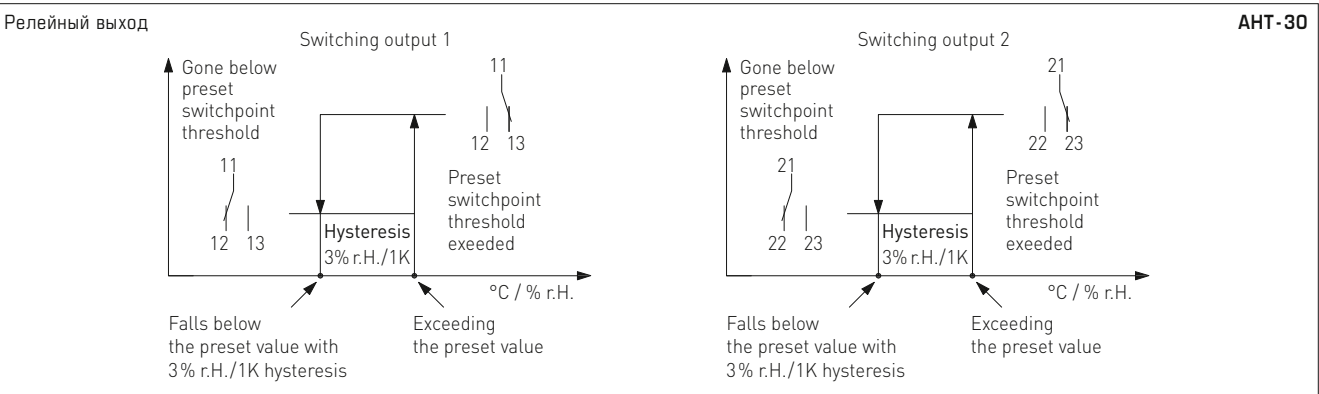 Релейный выход
AHT-30
Switching output 1
Gone below
preset
switchpoint
threshold
11
12 13
11
12 13
Preset
switchpoint
threshold
exeeded
Hysteresis
3% r.H./1K
°C / % r.H.
Falls below
the preset value with
3% r.H./1K hysteresis
Exceeding
the preset value
Switching output 2
Gone below
preset
switchpoint
threshold
21
22 23
21
22 23
Preset
switchpoint
threshold
exeeded
Hysteresis
3% r.H./1K
°C / % r.H.
Falls below
the preset value with
3% r.H./1K hysteresis
Exceeding
the preset value